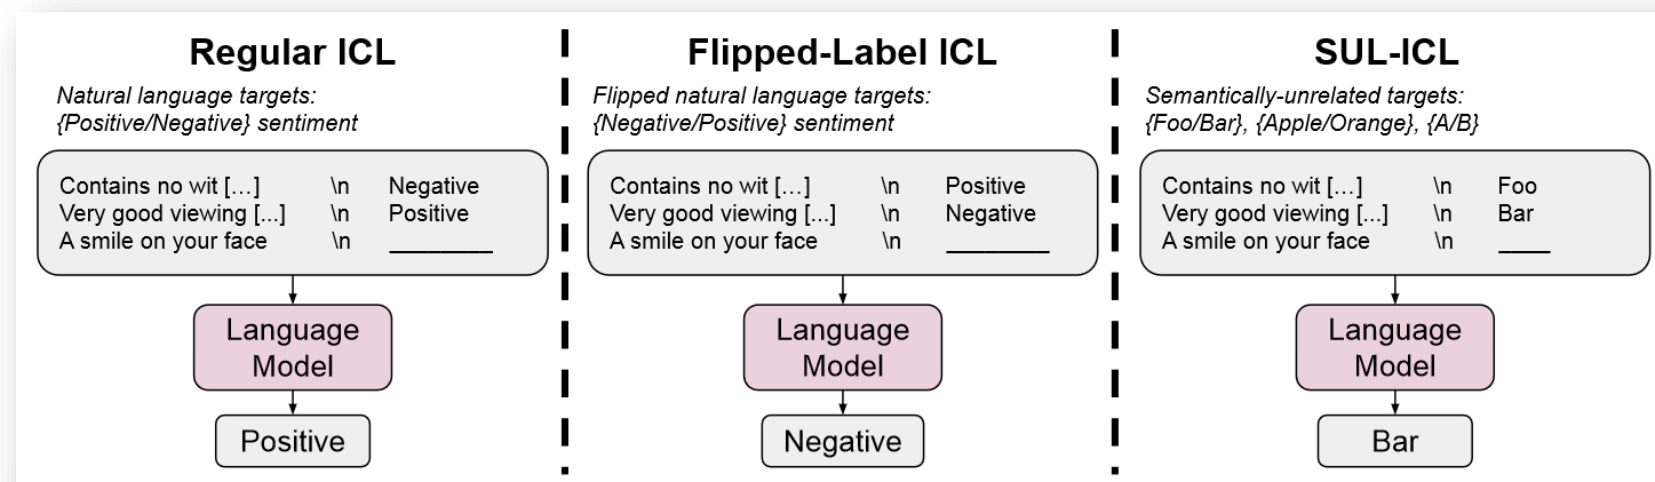 Regular ICL
Natural language targets:
{Positive/Negative} sentiment
Contains no wit [...] \n Negative
Very good viewing [...] \n Positive
A smile on your face \n ________
Language
Model
Positive
Flipped-Label ICL
Flipped natural language targets:
{Negative/Positive} sentiment
Contains no wit [...] \n Positive
Very good viewing [...] \n Negative
A smile on your face \n ________
Language
Model
Negative
SUL-ICL
Semantically-unrelated targets:
{Foo/Bar}, {Apple/Orange}, {A/B}
Contains no wit [...] \n Foo
Very good viewing [...] \n Bar
A smile on your face \n ____
Language
Model
Bar